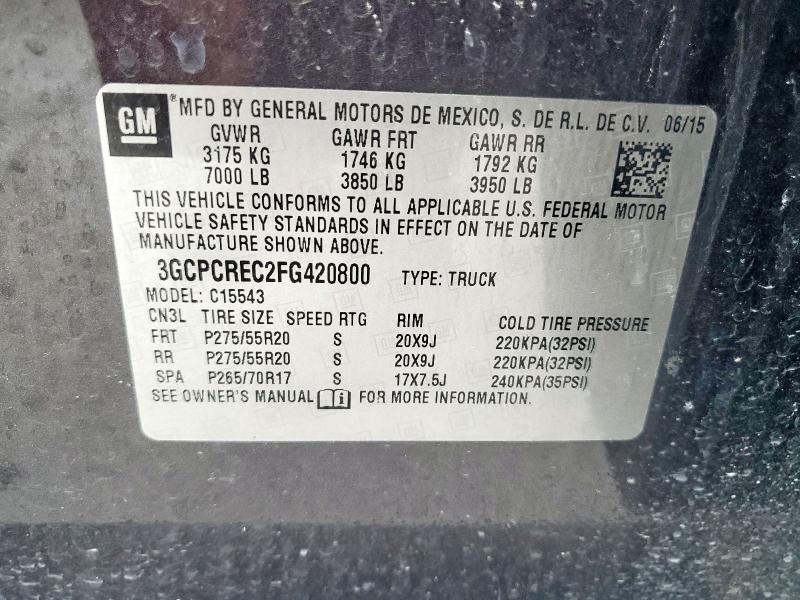 GM ® MFD BY GENERAL MOTORS DE MEXICO, S. DE R.L. DE C.V. 06/15
GVWR GAWR FRT GAWR RR
3175 KG 1746 KG 1792 KG
7000 LB 3850 LB 3950 LB
THIS VEHICLE CONFORMS TO ALL APPLICABLE U.S. FEDERAL MOTOR
VEHICLE SAFETY STANDARDS IN EFFECT ON THE DATE OF
MANUFACTURE SHOWN ABOVE.
3GCPCREC2FG420800 TYPE: TRUCK
MODEL: C15543
CN3L TIRE SIZE SPEED RTG RIM COLD TIRE PRESSURE
FRT P275/55R20 S 20X9J 220KPA(32PSI)
RR P275/55R20 S 20X9J 220KPA(32PSI)
SPA P265/70R17 S 17X7.5J 240KPA(35PSI)
SEE OWNER'S MANUAL i FOR MORE INFORMATION.